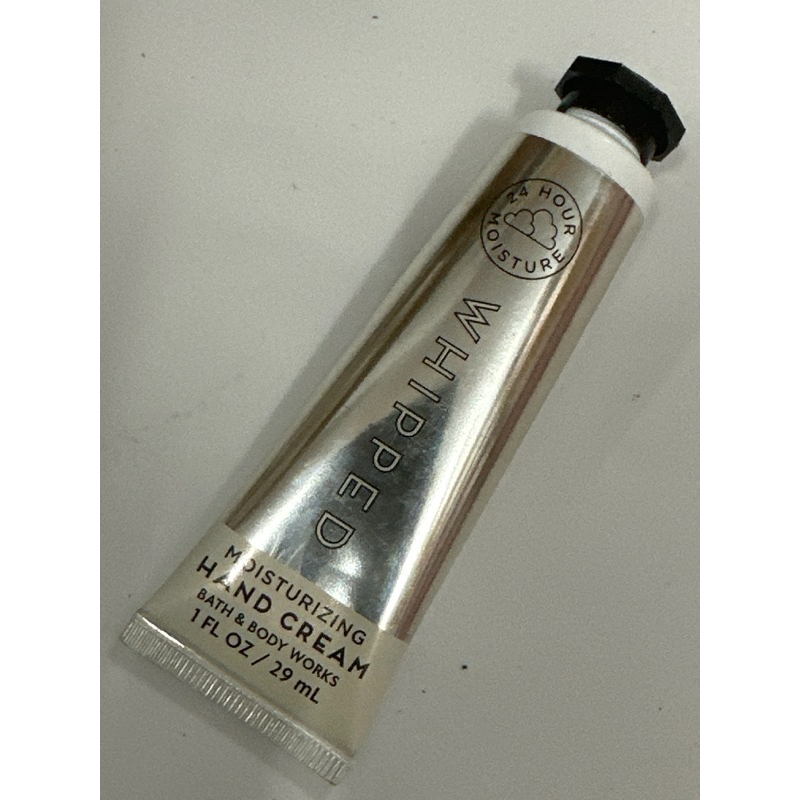 24 HOUR
MOISTURE
WHIPPED
MOISTURIZING
HAND CREAM
BATH & BODY WORKS
1 FL OZ / 29 mL